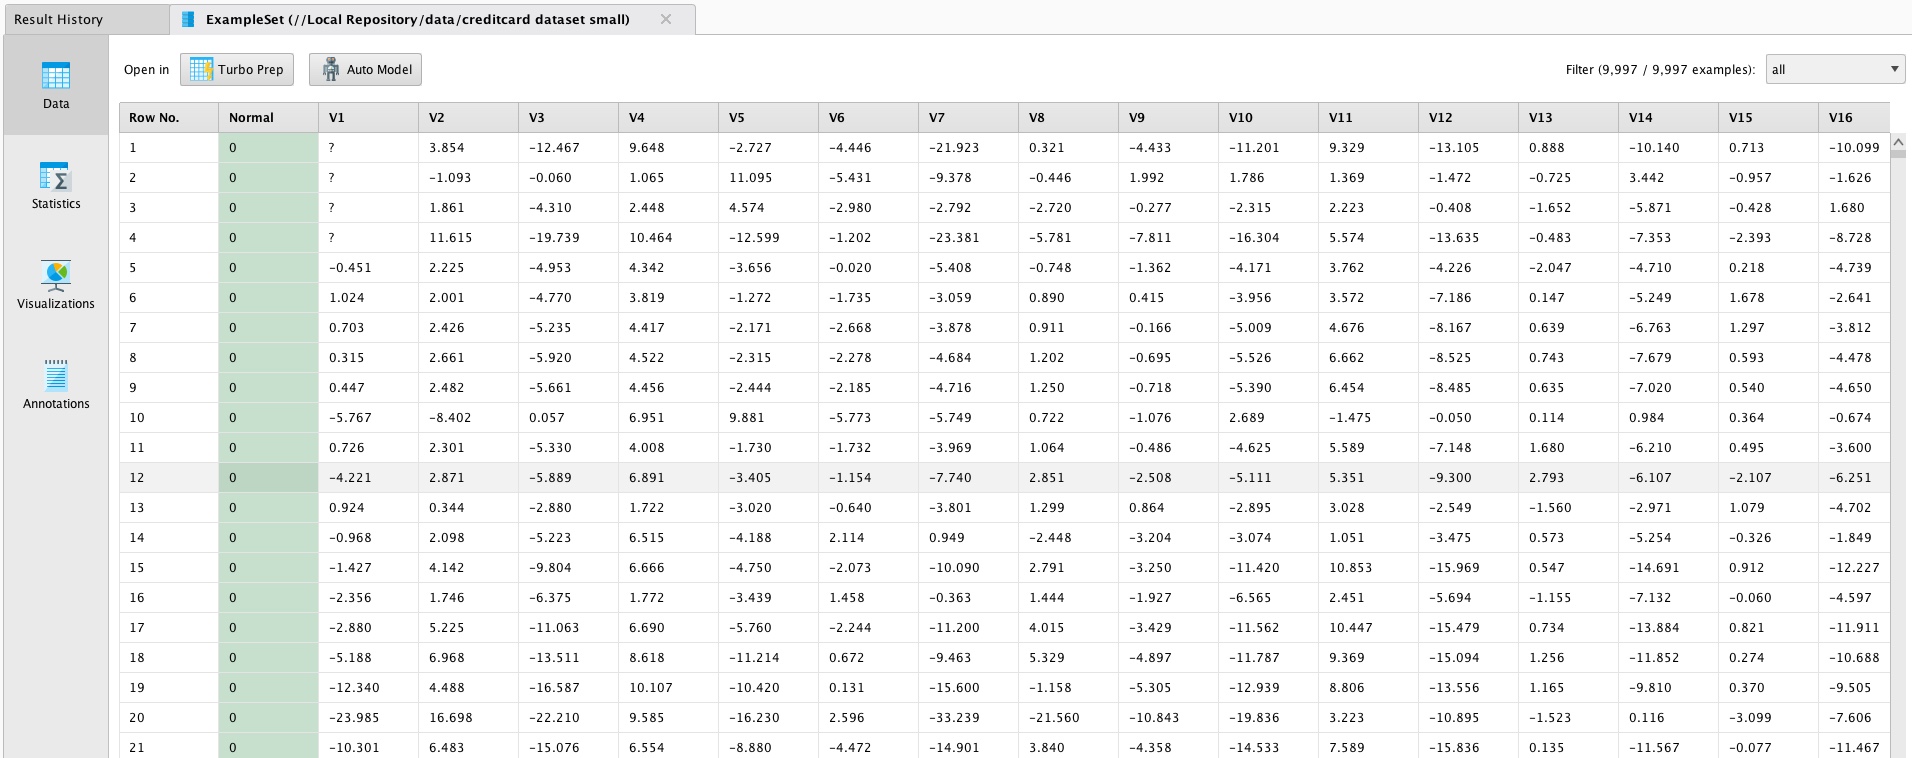 Result History ExampleSet (//Local Repository/data/creditcard dataset small)
Open in Turbo Prep Auto Model Filter (9,997 / 9,997 examples): all
Data
Statistics
Visualizations
Annotations
Row No. Normal V1 V2 V3 V4 V5 V6 V7 V8 V9 V10 V11 V12 V13 V14 V15 V16
1 0 ? 3.854 −12.467 9.648 −2.727 −4.446 −21.923 0.321 −4.433 −11.201 9.329 −13.105 0.888 −10.140 0.713 −10.099
2 0 ? −1.093 −0.060 1.065 11.095 −5.431 −9.378 −0.446 1.992 1.786 1.369 −1.472 −0.725 3.442 −0.957 −1.626
3 0 ? 1.861 −4.310 2.448 4.574 −2.980 −2.792 −2.720 −0.277 −2.315 2.223 −0.408 −1.652 −5.871 −0.428 1.680
4 0 ? 11.615 −19.739 10.464 −12.599 −1.202 −23.381 −5.781 −7.811 −16.304 5.574 −13.635 −0.483 −7.353 −2.393 −8.728
5 0 −0.451 2.225 −4.953 4.342 −3.656 −0.020 −5.408 −0.748 −1.362 −4.171 3.762 −4.226 −2.047 −4.710 0.218 −4.739
6 0 1.024 2.001 −4.770 3.819 −1.272 −1.735 −3.059 0.890 0.415 −3.956 3.572 −7.186 0.147 −5.249 1.678 −2.641
7 0 0.703 2.426 −5.235 4.417 −2.171 −2.668 −3.878 0.911 −0.166 −5.009 4.676 −8.167 0.639 −6.763 1.297 −3.812
8 0 0.315 2.661 −5.920 4.522 −2.315 −2.278 −4.684 1.202 −0.695 −5.526 6.662 −8.525 0.743 −7.679 0.593 −4.478
9 0 0.447 2.482 −5.661 4.456 −2.444 −2.185 −4.716 1.250 −0.718 −5.390 6.454 −8.485 0.635 −7.020 0.540 −4.650
10 0 −5.767 −8.402 0.057 6.951 9.881 −5.773 −5.749 0.722 −1.076 2.689 −1.475 −0.050 0.114 0.984 0.364 −0.674
11 0 0.726 2.301 −5.330 4.008 −1.730 −1.732 −3.969 1.064 −0.486 −4.625 5.589 −7.148 1.680 −6.210 0.495 −3.600
12 0 −4.221 2.871 −5.889 6.891 −3.405 −1.154 −7.740 2.851 −2.508 −5.111 5.351 −9.300 2.793 −6.107 −2.107 −6.251
13 0 0.924 0.344 −2.880 1.722 −3.020 −0.640 −3.801 1.299 0.864 −2.895 3.028 −2.549 −1.560 −2.971 1.079 −4.702
14 0 −0.968 2.098 −5.223 6.515 −4.188 2.114 0.949 −2.448 −3.204 −3.074 1.051 −3.475 0.573 −5.254 −0.326 −1.849
15 0 −1.427 4.142 −9.804 6.666 −4.750 −2.073 −10.090 2.791 −3.250 −11.420 10.853 −15.969 0.547 −14.691 0.912 −12.227
16 0 −2.356 1.746 −6.375 1.772 −3.439 1.458 −0.363 1.444 −1.927 −6.565 2.451 −5.694 −1.155 −7.132 −0.060 −4.597
17 0 −2.880 5.225 −11.063 6.690 −5.760 −2.244 −11.200 4.015 −3.429 −11.562 10.447 −15.479 0.734 −13.884 0.821 −11.911
18 0 −5.188 6.968 −13.511 8.618 −11.214 0.672 −9.463 5.329 −4.897 −11.787 9.369 −15.094 1.256 −11.852 0.274 −10.688
19 0 −12.340 4.488 −16.587 10.107 −10.420 0.131 −15.600 −1.158 −5.305 −12.939 8.806 −13.556 1.165 −9.810 0.370 −9.505
20 0 −23.985 16.698 −22.210 9.585 −16.230 2.596 −33.239 −21.560 −10.843 −19.836 3.223 −10.895 −1.523 0.116 −3.099 −7.606
21 0 −10.301 6.483 −15.076 6.554 −8.880 −4.472 −14.901 3.840 −4.358 −14.533 7.589 −15.836 0.135 −11.567 −0.077 −11.467